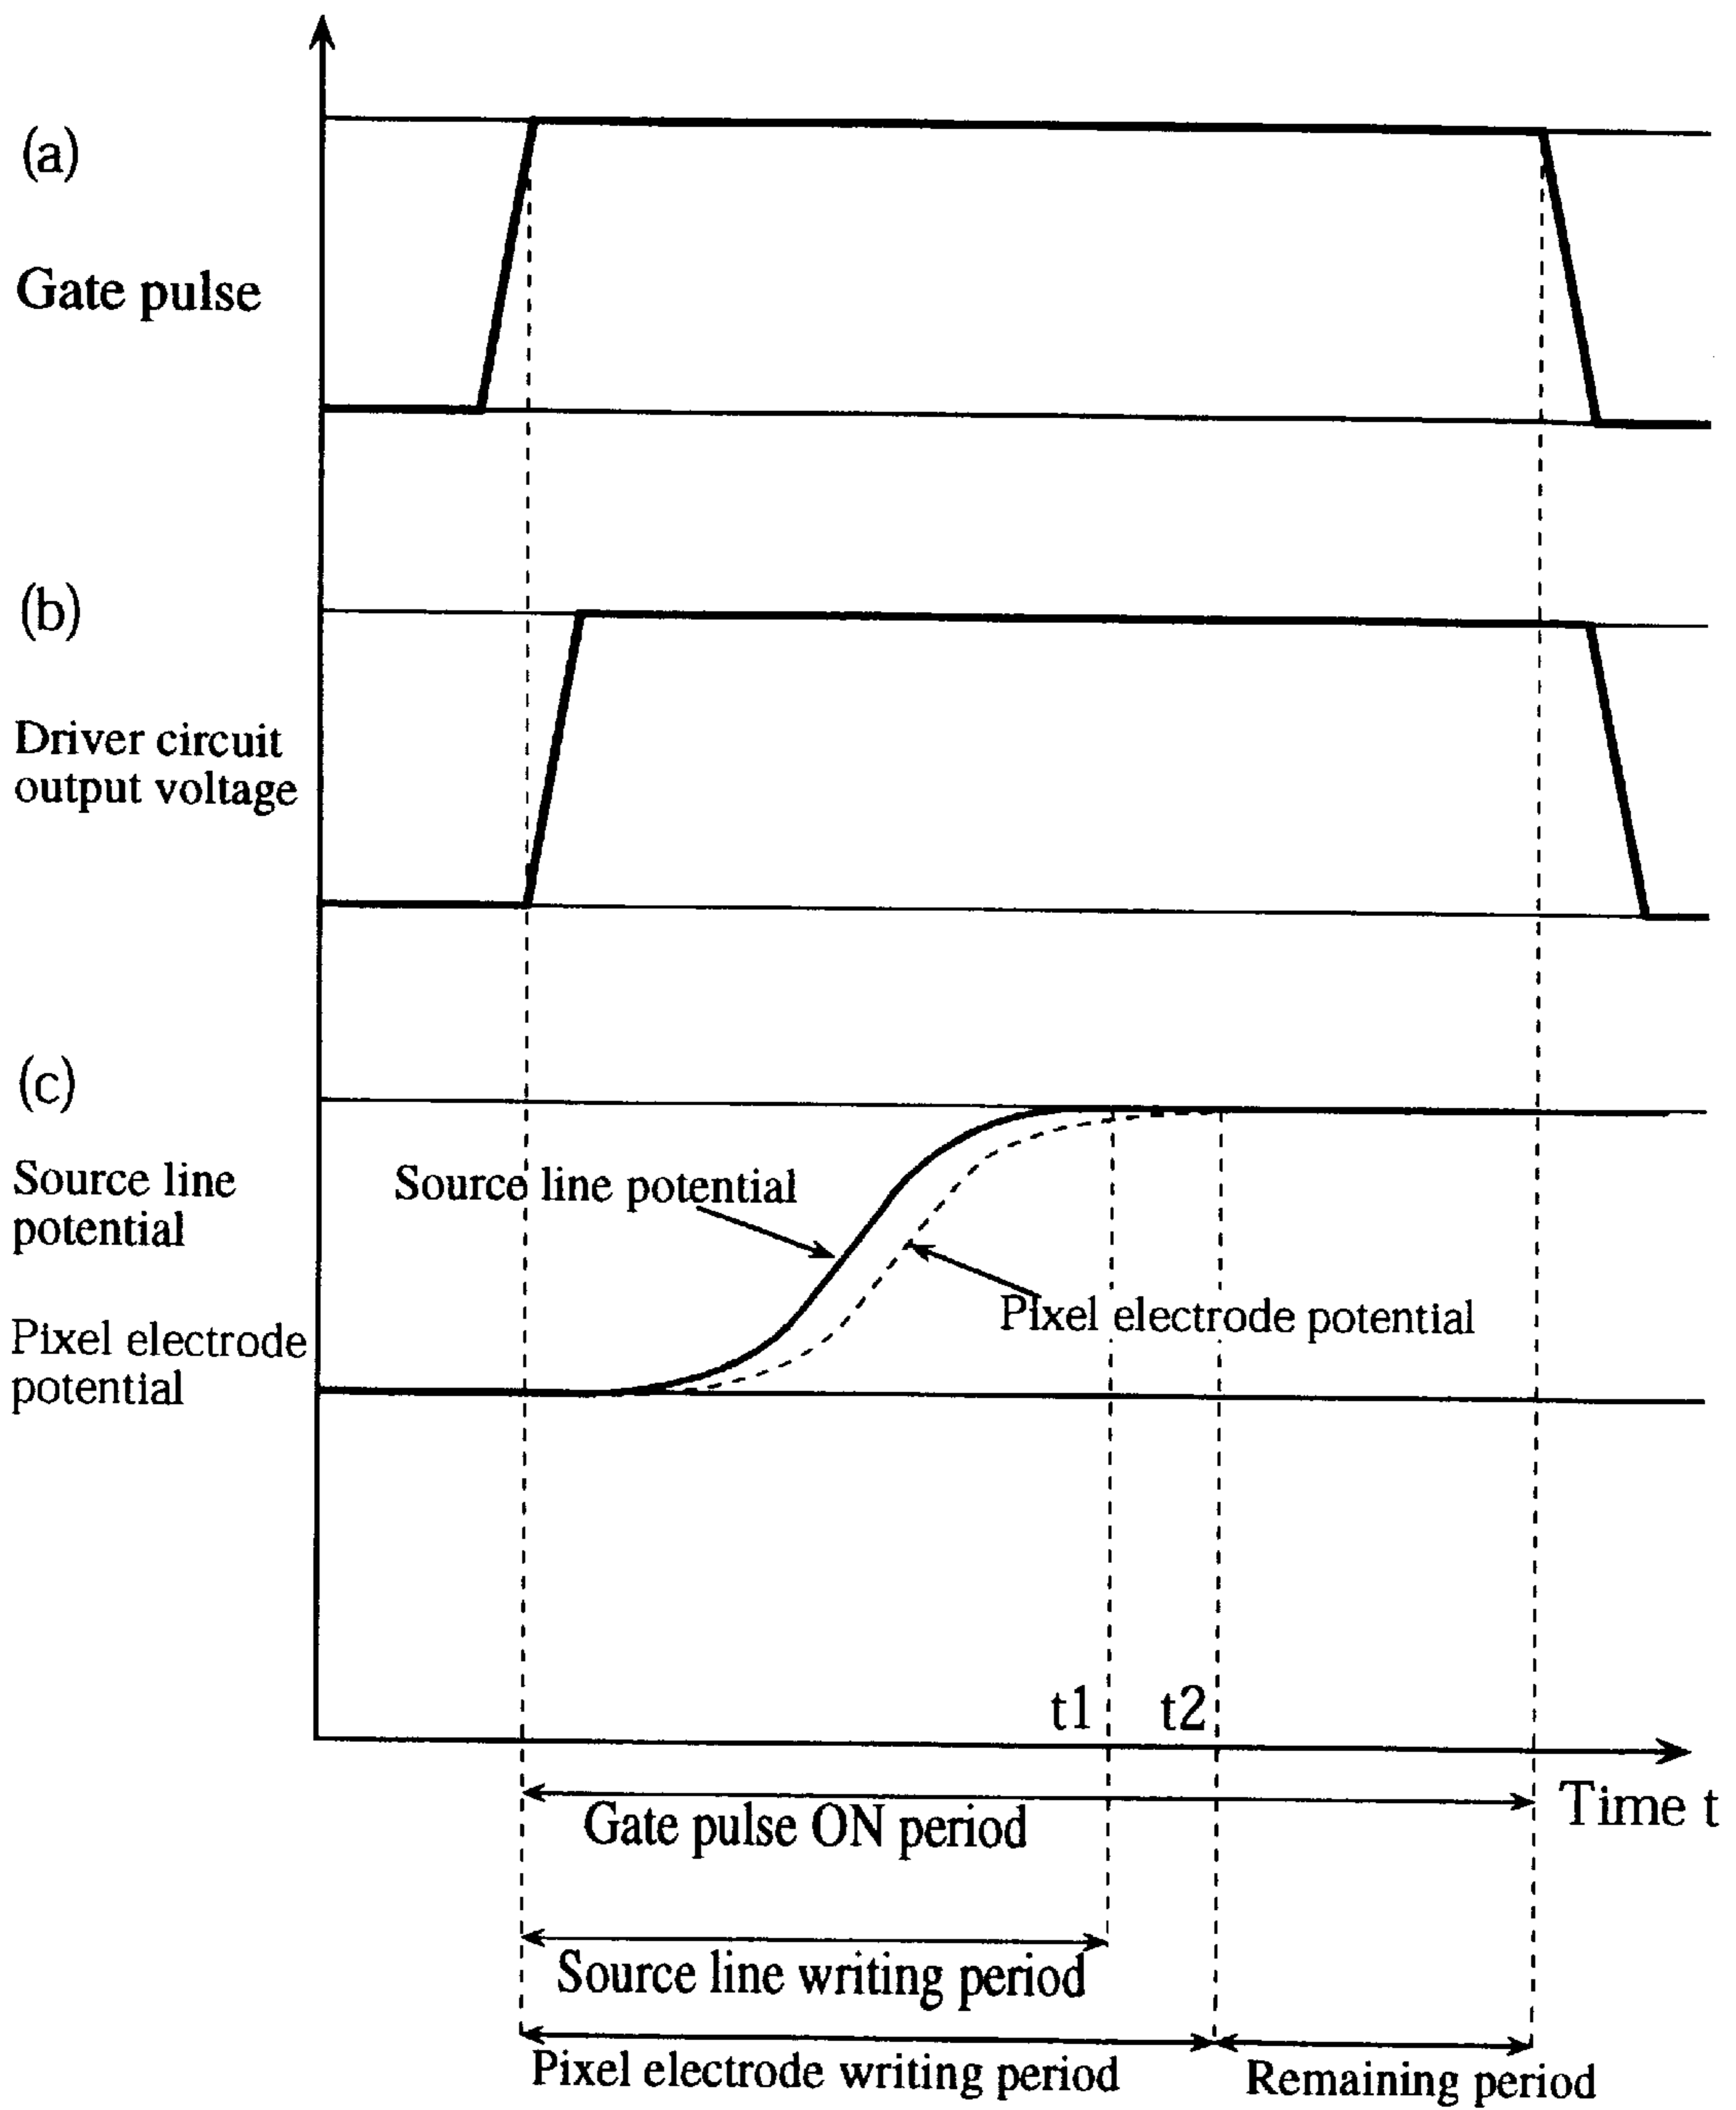 (a)
Gate pulse
(b)
Driver circuit
output voltage
(c)
Source line
potential
Source line potential
Pixel electrode potential
Pixel electrode
potential
t1
t2
Time t
Gate pulse ON period
Source line writing period
Pixel electrode writing period
Remaining period